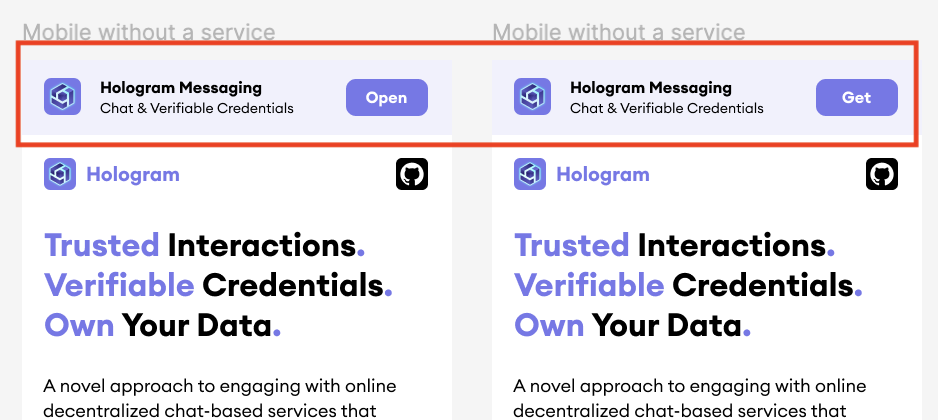 Mobile without a service
Hologram Messaging
Chat & Verifiable Credentials
Open
Hologram
Trusted Interactions.
Verifiable Credentials.
Own Your Data.
A novel approach to engaging with online
decentralized chat-based services that
Mobile without a service
Hologram Messaging
Chat & Verifiable Credentials
Get
Hologram
Trusted Interactions.
Verifiable Credentials.
Own Your Data.
A novel approach to engaging with online
decentralized chat-based services that